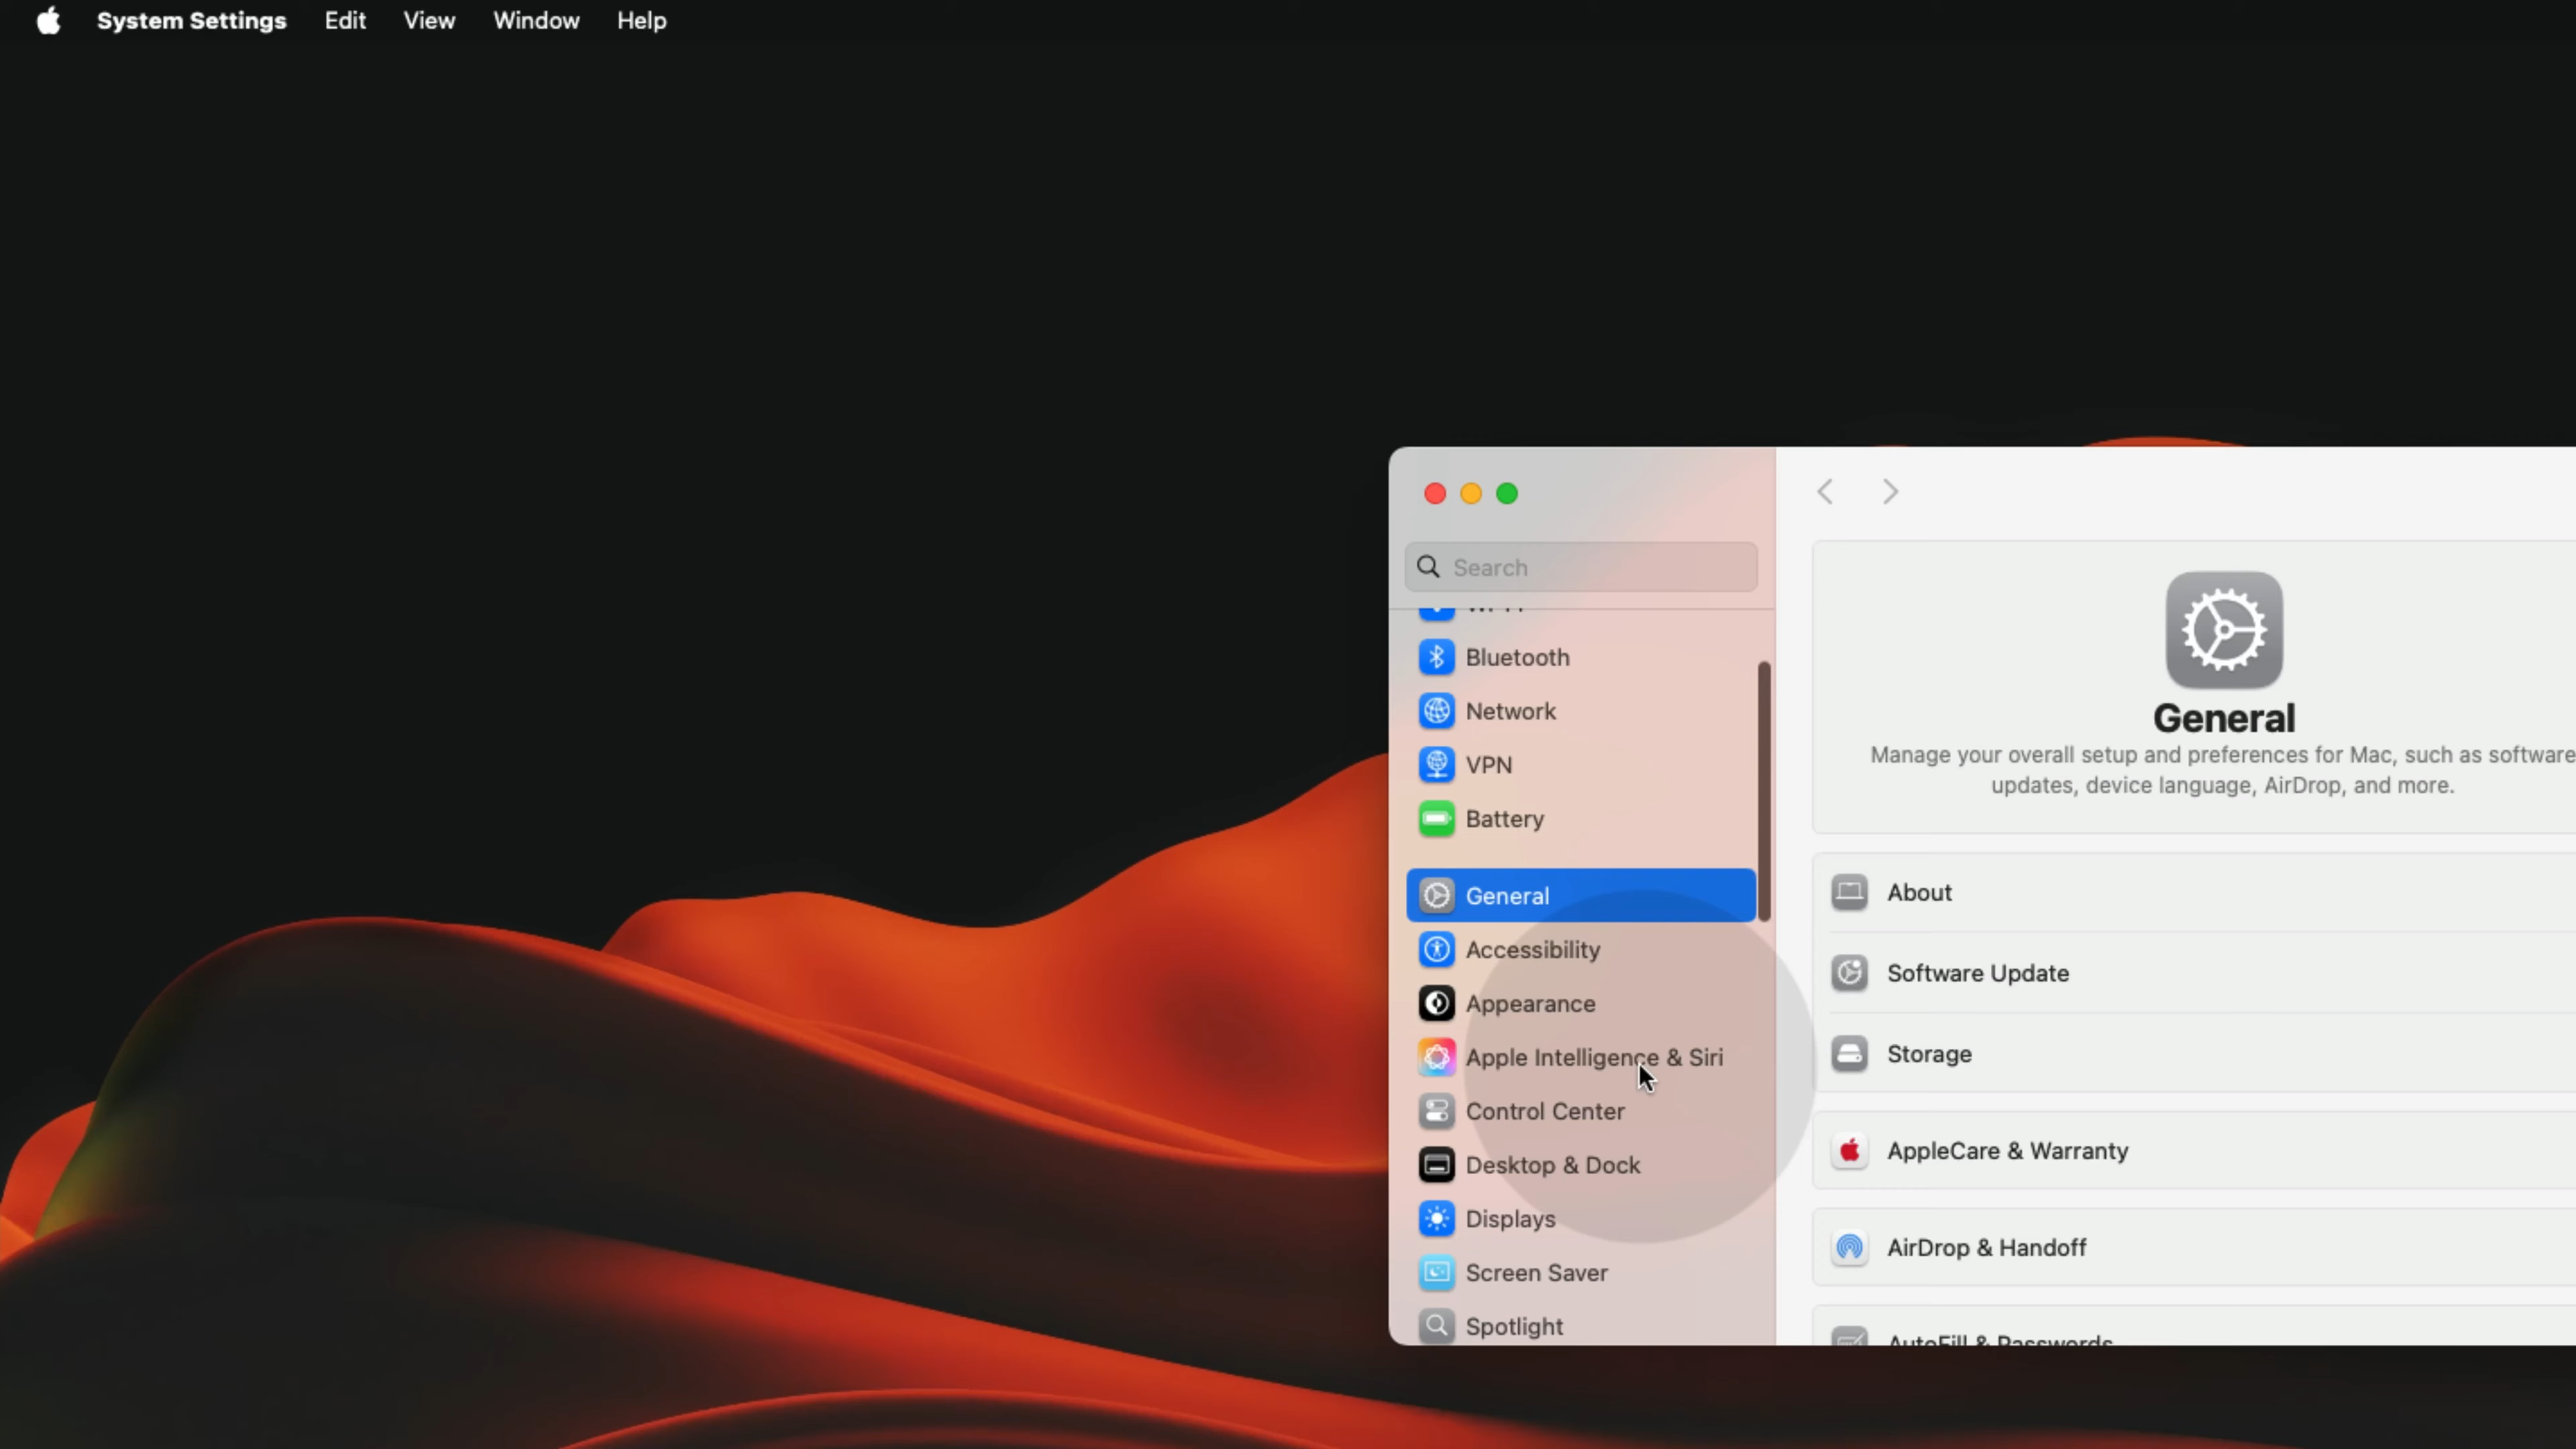 System Settings Edit View Window Help
Search
Bluetooth
Network
VPN
Battery
General
Accessibility
Appearance
Apple Intelligence & Siri
Control Center
Desktop & Dock
Displays
Screen Saver
Spotlight
General
Manage your overall setup and preferences for Mac, such as software
updates, device language, AirDrop, and more.
About
Software Update
Storage
AppleCare & Warranty
AirDrop & Handoff
AutoFill & Passwords